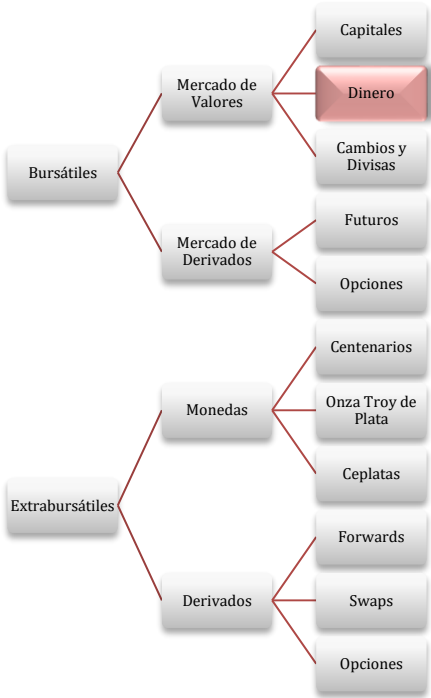 Bursátiles
Mercado de
Valores
Capitales
Dinero
Cambios y
Divisas
Mercado de
Derivados
Futuros
Opciones
Extrabursátiles
Monedas
Centenarios
Onza Troy de
Plata
Ceplatas
Derivados
Forwards
Swaps
Opciones